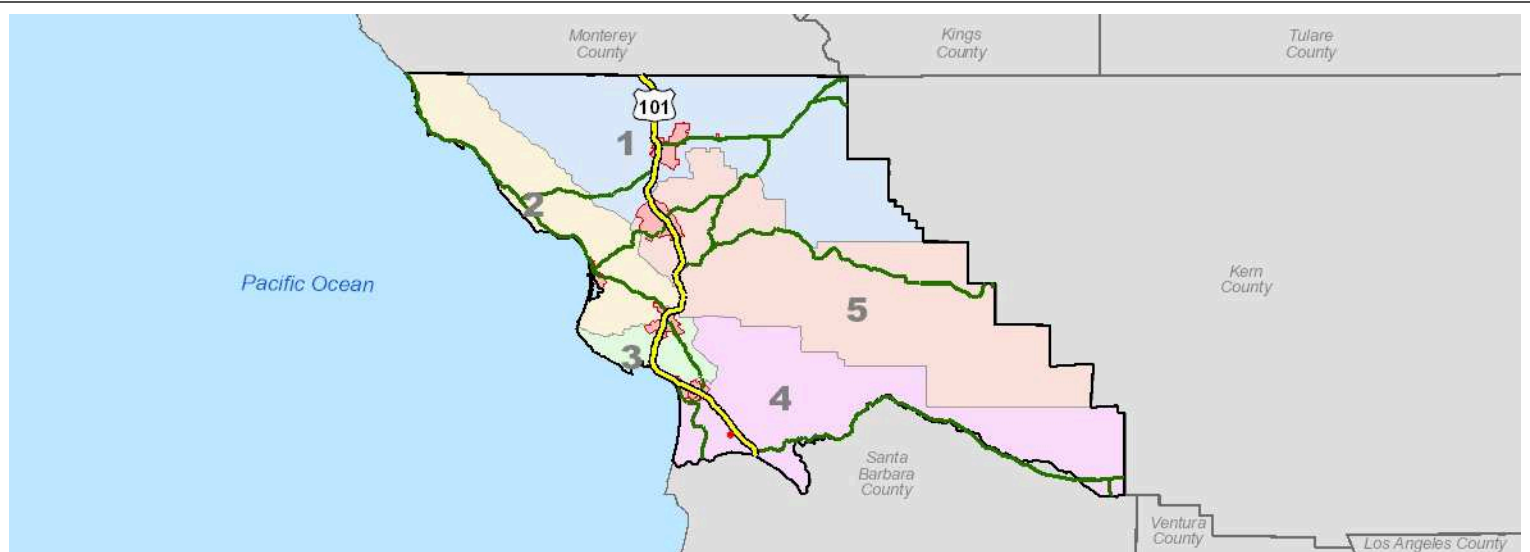 Monterey
County
Kings
County
Tulare
County
101
1
2
Pacific Ocean
Kern
County
5
3
4
Santa
Barbara
County
Ventura
County
Los Angeles County